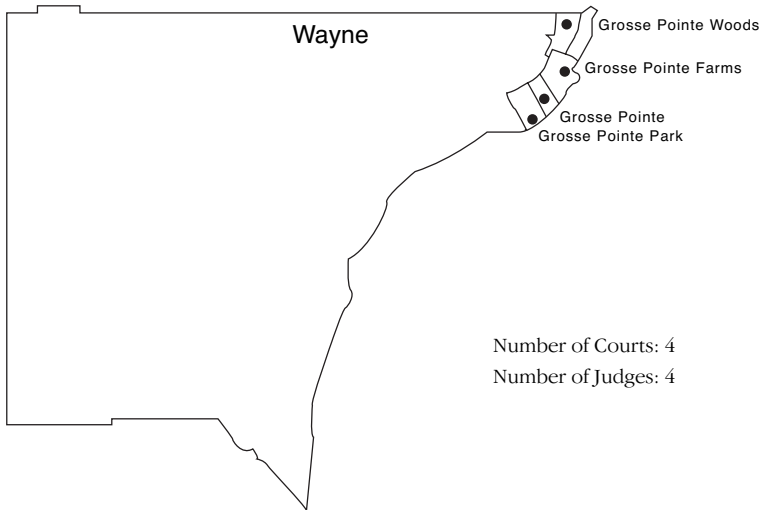 Wayne
Grosse Pointe Woods
Grosse Pointe Farms
Grosse Pointe
Grosse Pointe Park
Number of Courts: 4
Number of Judges: 4